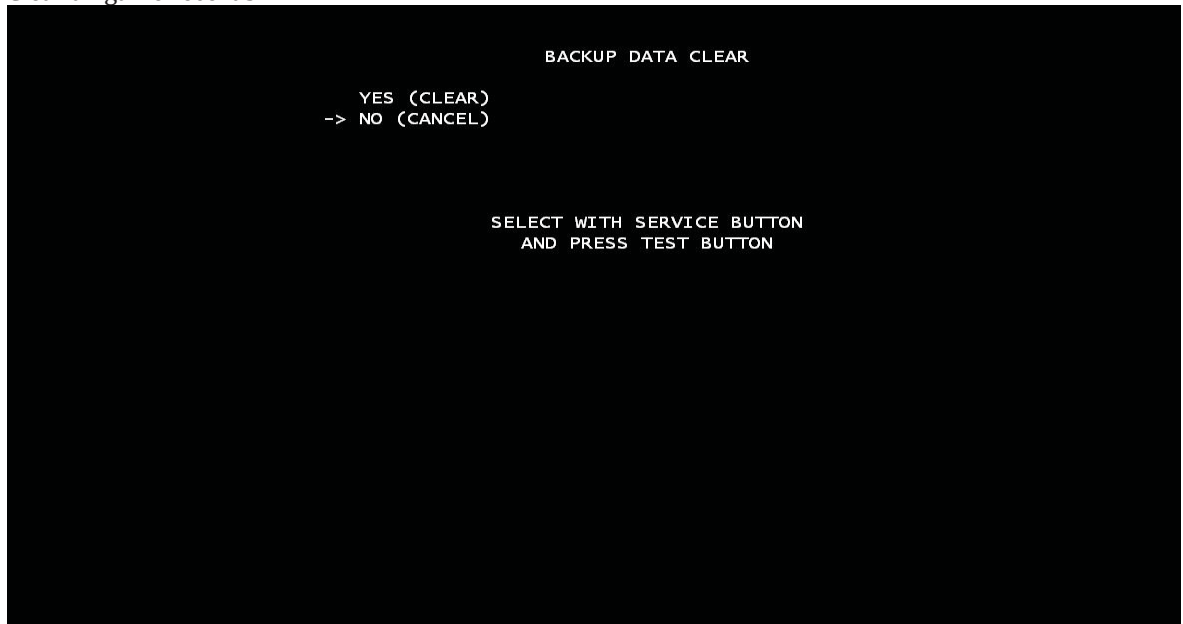 BACKUP DATA CLEAR
YES (CLEAR)
-> NO (CANCEL)
SELECT WITH SERVICE BUTTON
AND PRESS TEST BUTTON